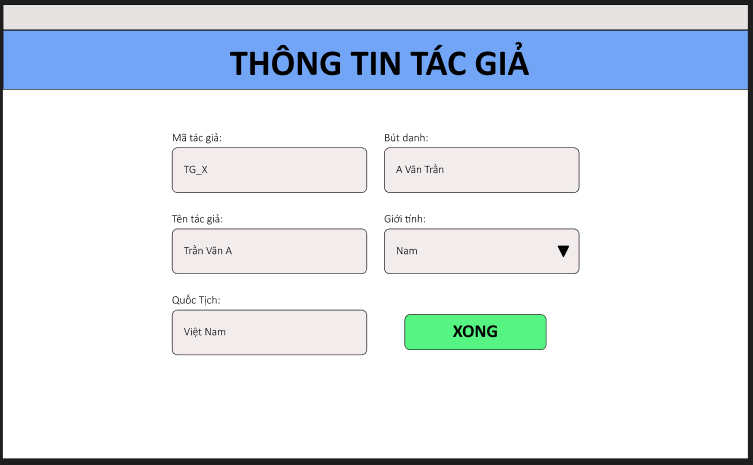 THÔNG TIN TÁC GIẢ
Mã tác giả:
Bút danh:
TG_X
A Văn Trần
Tên tác giả:
Giới tính:
Trần Văn A
Nam
Quốc Tịch:
Việt Nam
XONG